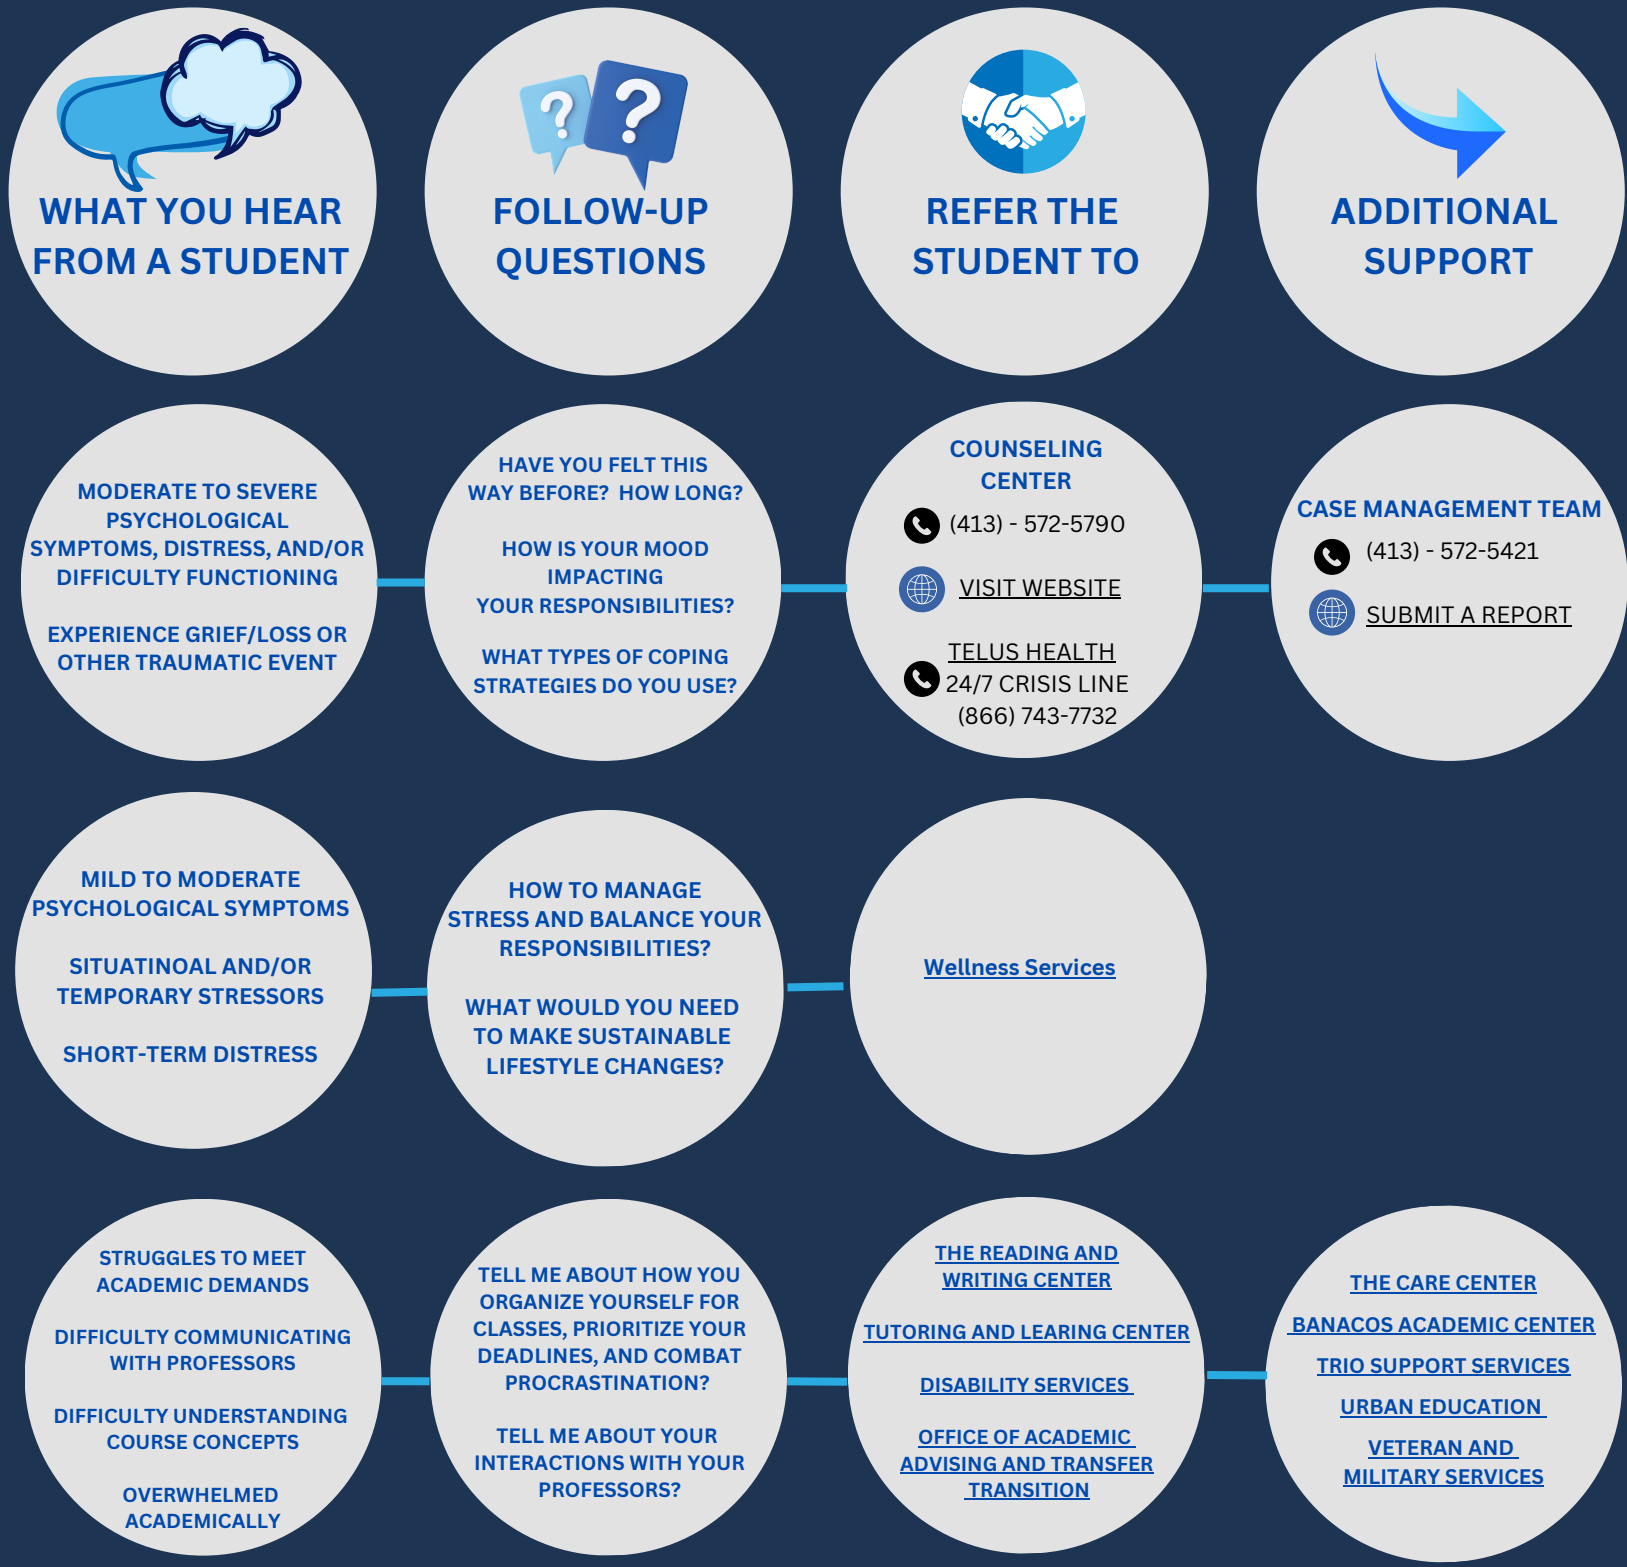 WHAT YOU HEAR
FROM A STUDENT
FOLLOW-UP
QUESTIONS
REFER THE
STUDENT TO
ADDITIONAL
SUPPORT
MODERATE TO SEVERE
PSYCHOLOGICAL
SYMPTOMS, DISTRESS, AND/OR
DIFFICULTY FUNCTIONING
EXPERIENCE GRIEF/LOSS OR
OTHER TRAUMATIC EVENT
HAVE YOU FELT THIS
WAY BEFORE? HOW LONG?
HOW IS YOUR MOOD
IMPACTING
YOUR RESPONSIBILITIES?
WHAT TYPES OF COPING
STRATEGIES DO YOU USE?
COUNSELING
CENTER
(413) - 572-5790
VISIT WEBSITE
TELUS HEALTH
24/7 CRISIS LINE
(866) 743-7732
CASE MANAGEMENT TEAM
(413) - 572-5421
SUBMIT A REPORT
MILD TO MODERATE
PSYCHOLOGICAL SYMPTOMS
SITUATINOAL AND/OR
TEMPORARY STRESSORS
SHORT-TERM DISTRESS
HOW TO MANAGE
STRESS AND BALANCE YOUR
RESPONSIBILITIES?
WHAT WOULD YOU NEED
TO MAKE SUSTAINABLE
LIFESTYLE CHANGES?
Wellness Services
STRUGGLES TO MEET
ACADEMIC DEMANDS
DIFFICULTY COMMUNICATING
WITH PROFESSORS
DIFFICULTY UNDERSTANDING
COURSE CONCEPTS
OVERWHELMED
ACADEMICALLY
TELL ME ABOUT HOW YOU
ORGANIZE YOURSELF FOR
CLASSES, PRIORITIZE YOUR
DEADLINES, AND COMBAT
PROCRASTINATION?
TELL ME ABOUT YOUR
INTERACTIONS WITH YOUR
PROFESSORS?
THE READING AND
WRITING CENTER
TUTORING AND LEARING CENTER
DISABILITY SERVICES
OFFICE OF ACADEMIC
ADVISING AND TRANSFER
TRANSITION
THE CARE CENTER
BANACOS ACADEMIC CENTER
TRIO SUPPORT SERVICES
URBAN EDUCATION
VETERAN AND
MILITARY SERVICES
? ?